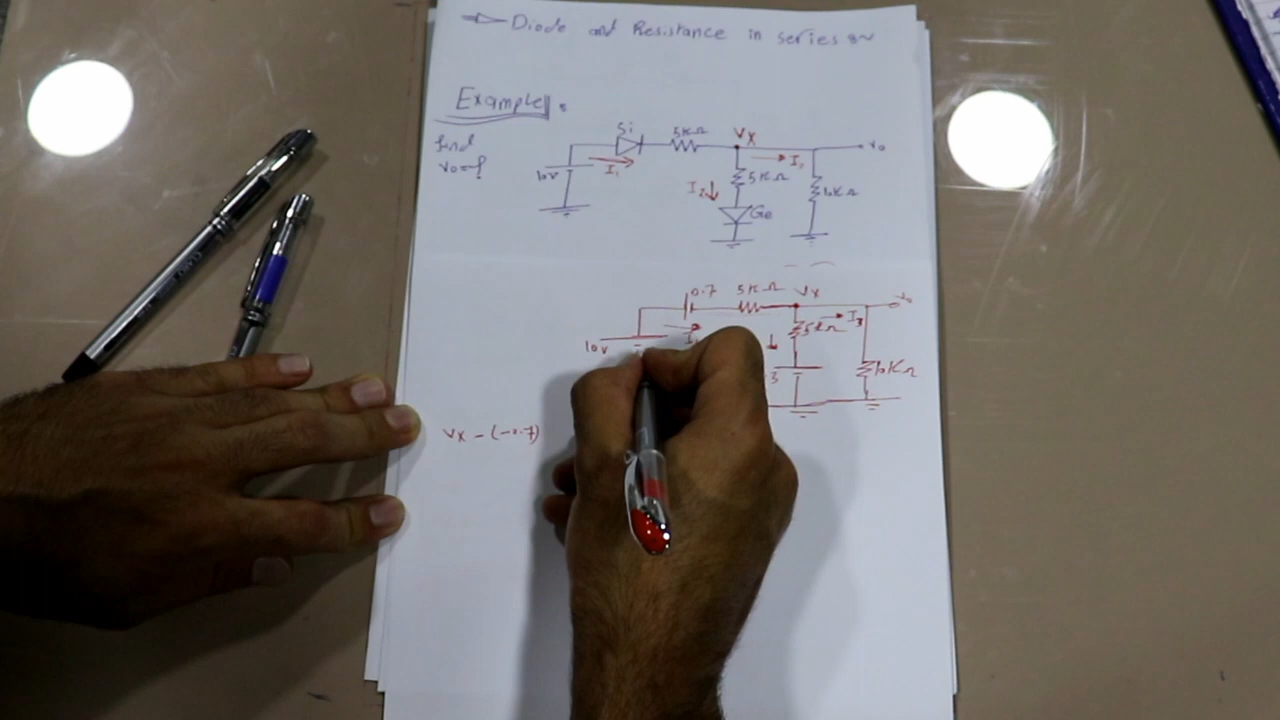 Diode and Resistance in series
Example
find
Vo=?
Si
5KΩ
Vx
Vo
10V
I1
I2
5KΩ
Ge
10KΩ
0.7
5KΩ
Vx
Vo
10V
5KΩ
I3
10KΩ
Vx - (-0.7)